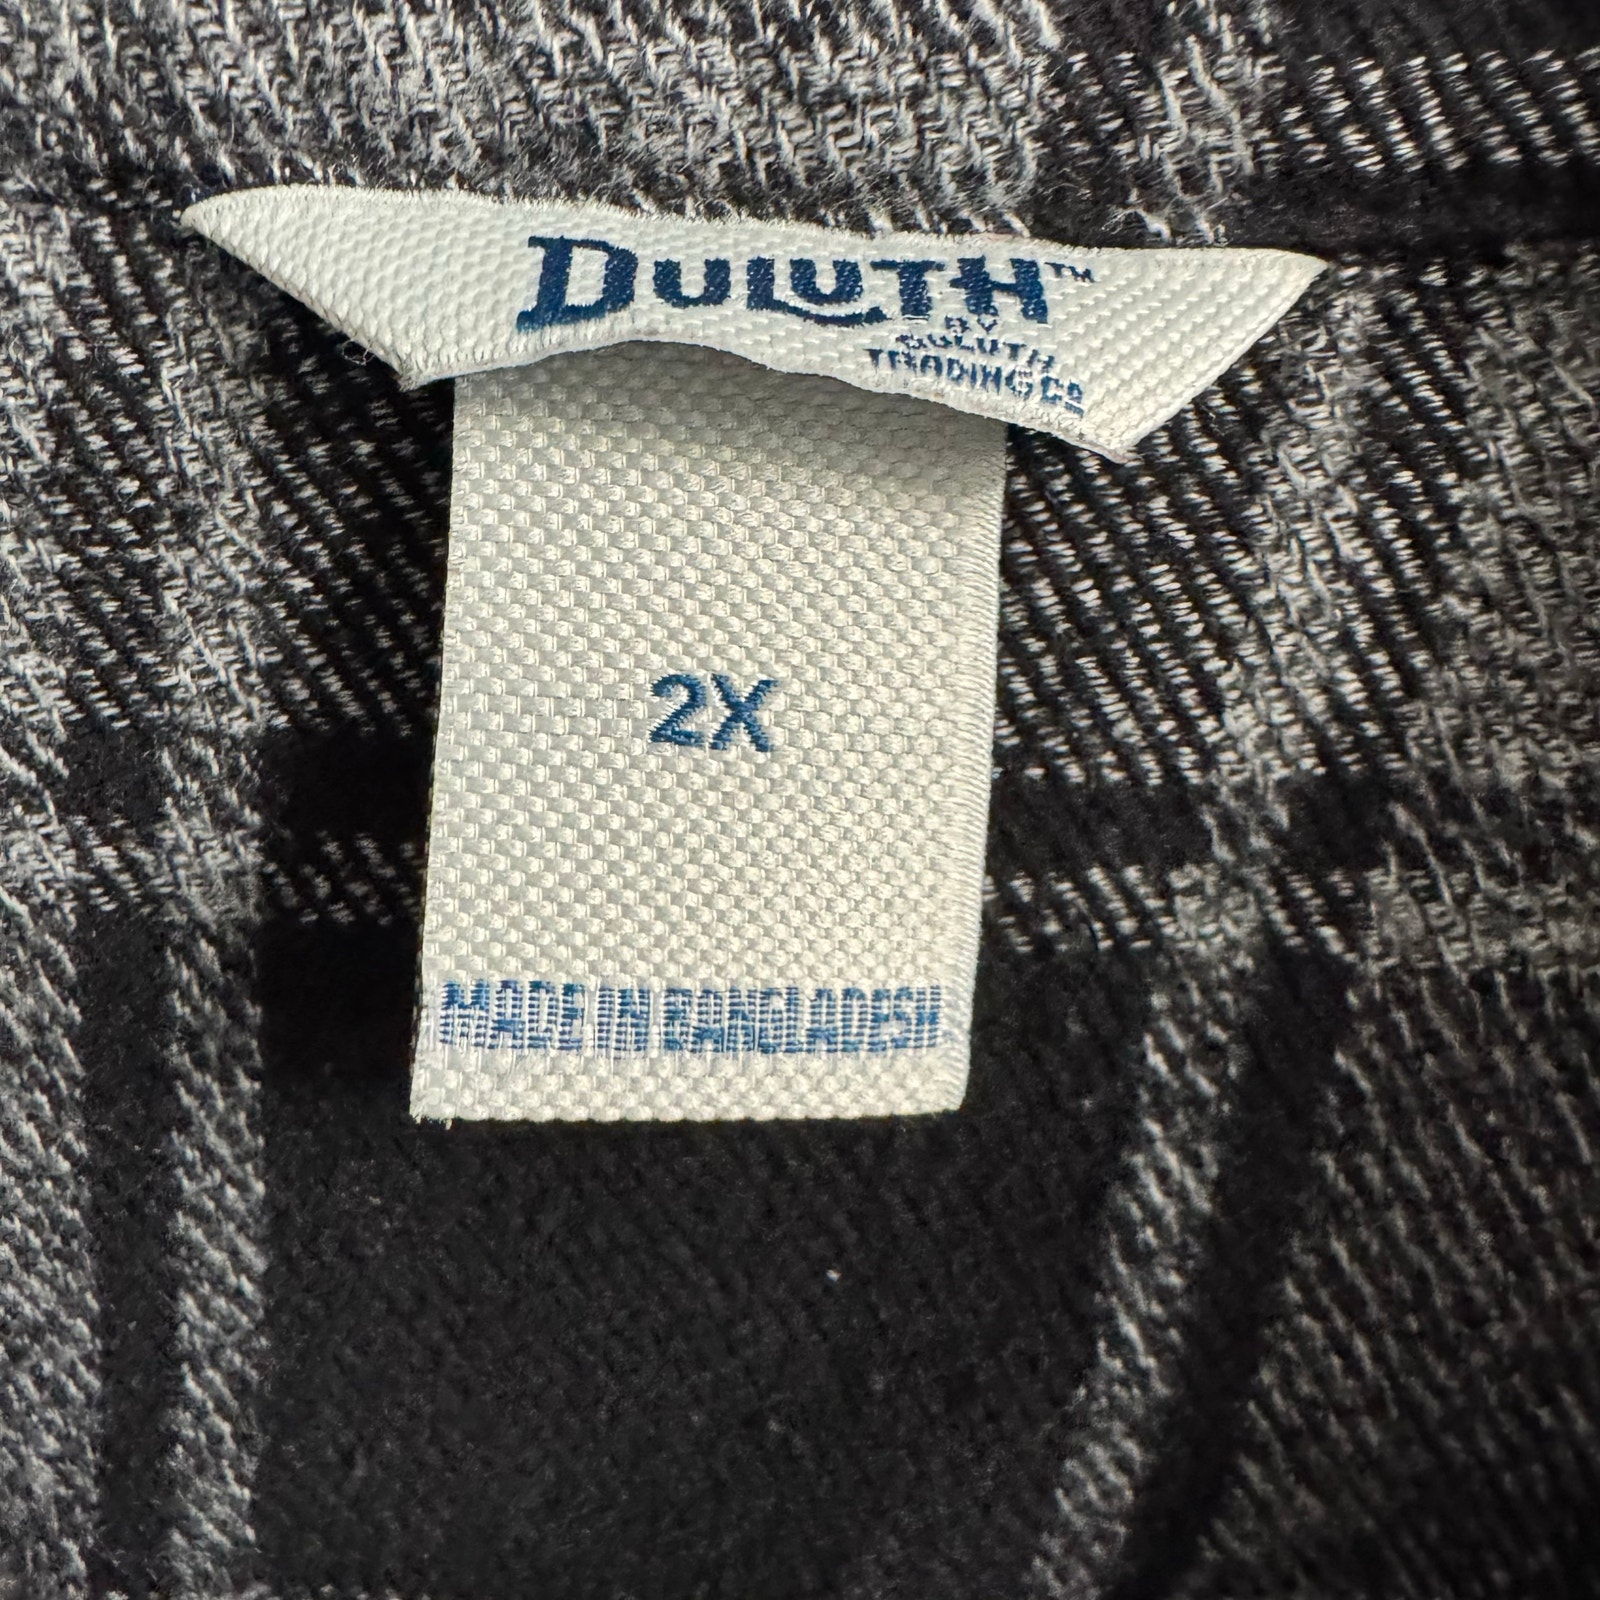 DULUTH™
BY
DULUTH
TRADING CO
2X
MADE IN BANGLADESH